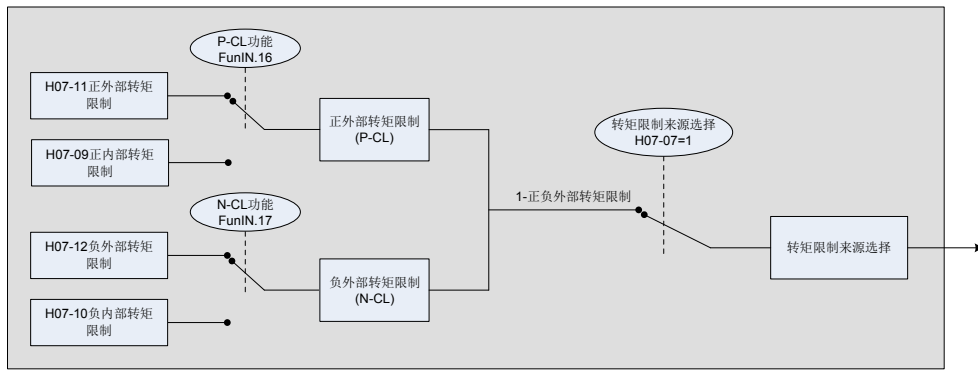 P-CL功能
FunIN.16
H07-11正外部转矩
限制
正外部转矩限制
(P-CL)
H07-09正内部转矩
限制
转矩限制来源选择
H07-07=1
N-CL功能
FunIN.17
1-正负外部转矩限制
H07-12负外部转矩
限制
负外部转矩限制
(N-CL)
转矩限制来源选择
H07-10负内部转矩
限制